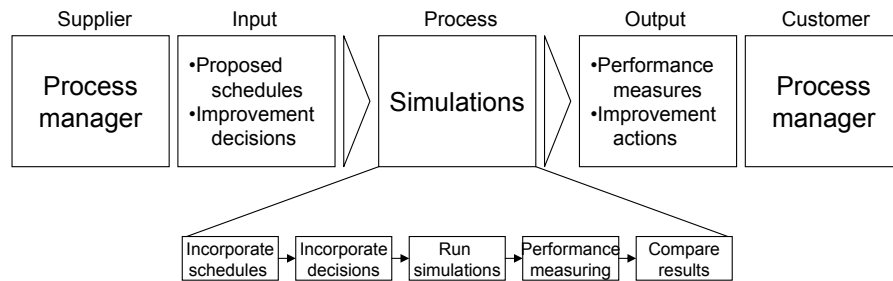 Supplier
Input
Process
Output
Customer
Process
manager
•Proposed
schedules
•Improvement
decisions
Simulations
•Performance
measures
•Improvement
actions
Process
manager
Incorporate
schedules
Incorporate
decisions
Run
simulations
Performance
measuring
Compare
results